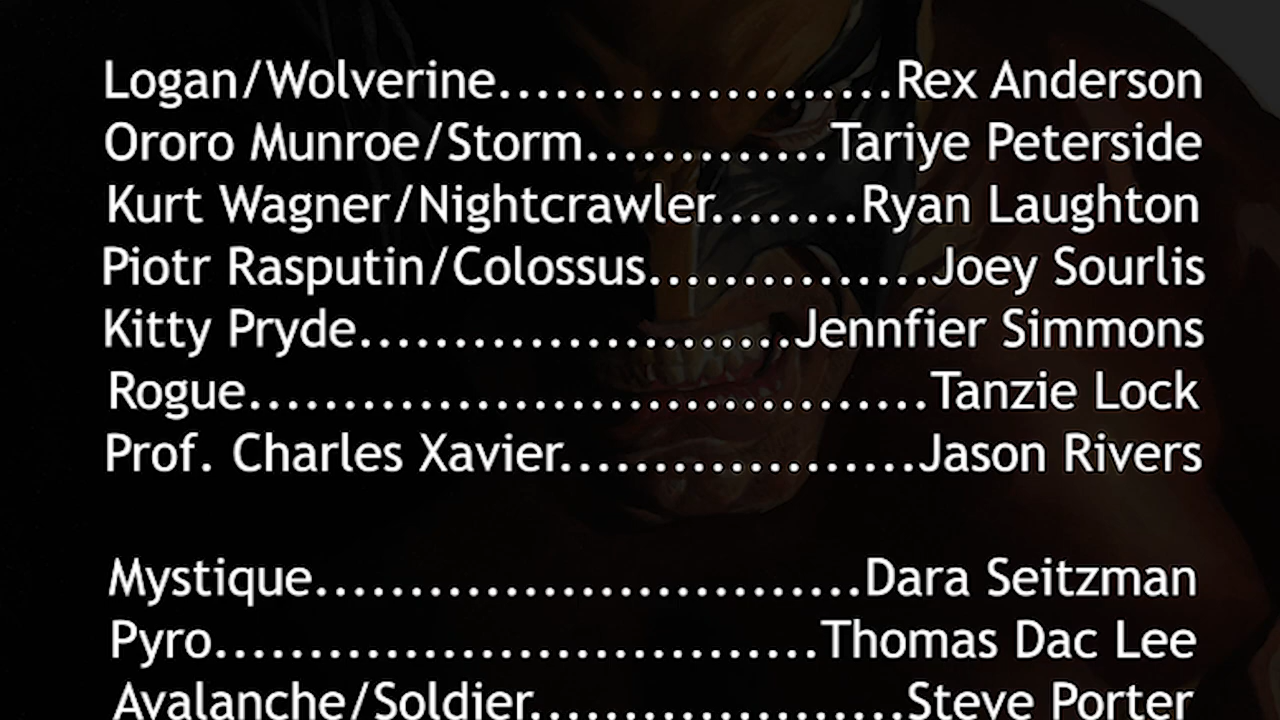 Logan/Wolverine.....................Rex Anderson
Ororo Munroe/Storm.............Tariye Peterside
Kurt Wagner/Nightcrawler........Ryan Laughton
Piotr Rasputin/Colossus...............Joey Sourlis
Kitty Pryde.......................Jennfier Simmons
Rogue....................................Tanzie Lock
Prof. Charles Xavier...................Jason Rivers
Mystique.............................Dara Seitzman
Pyro................................Thomas Dac Lee
Avalanche/Soldier....................Steve Porter